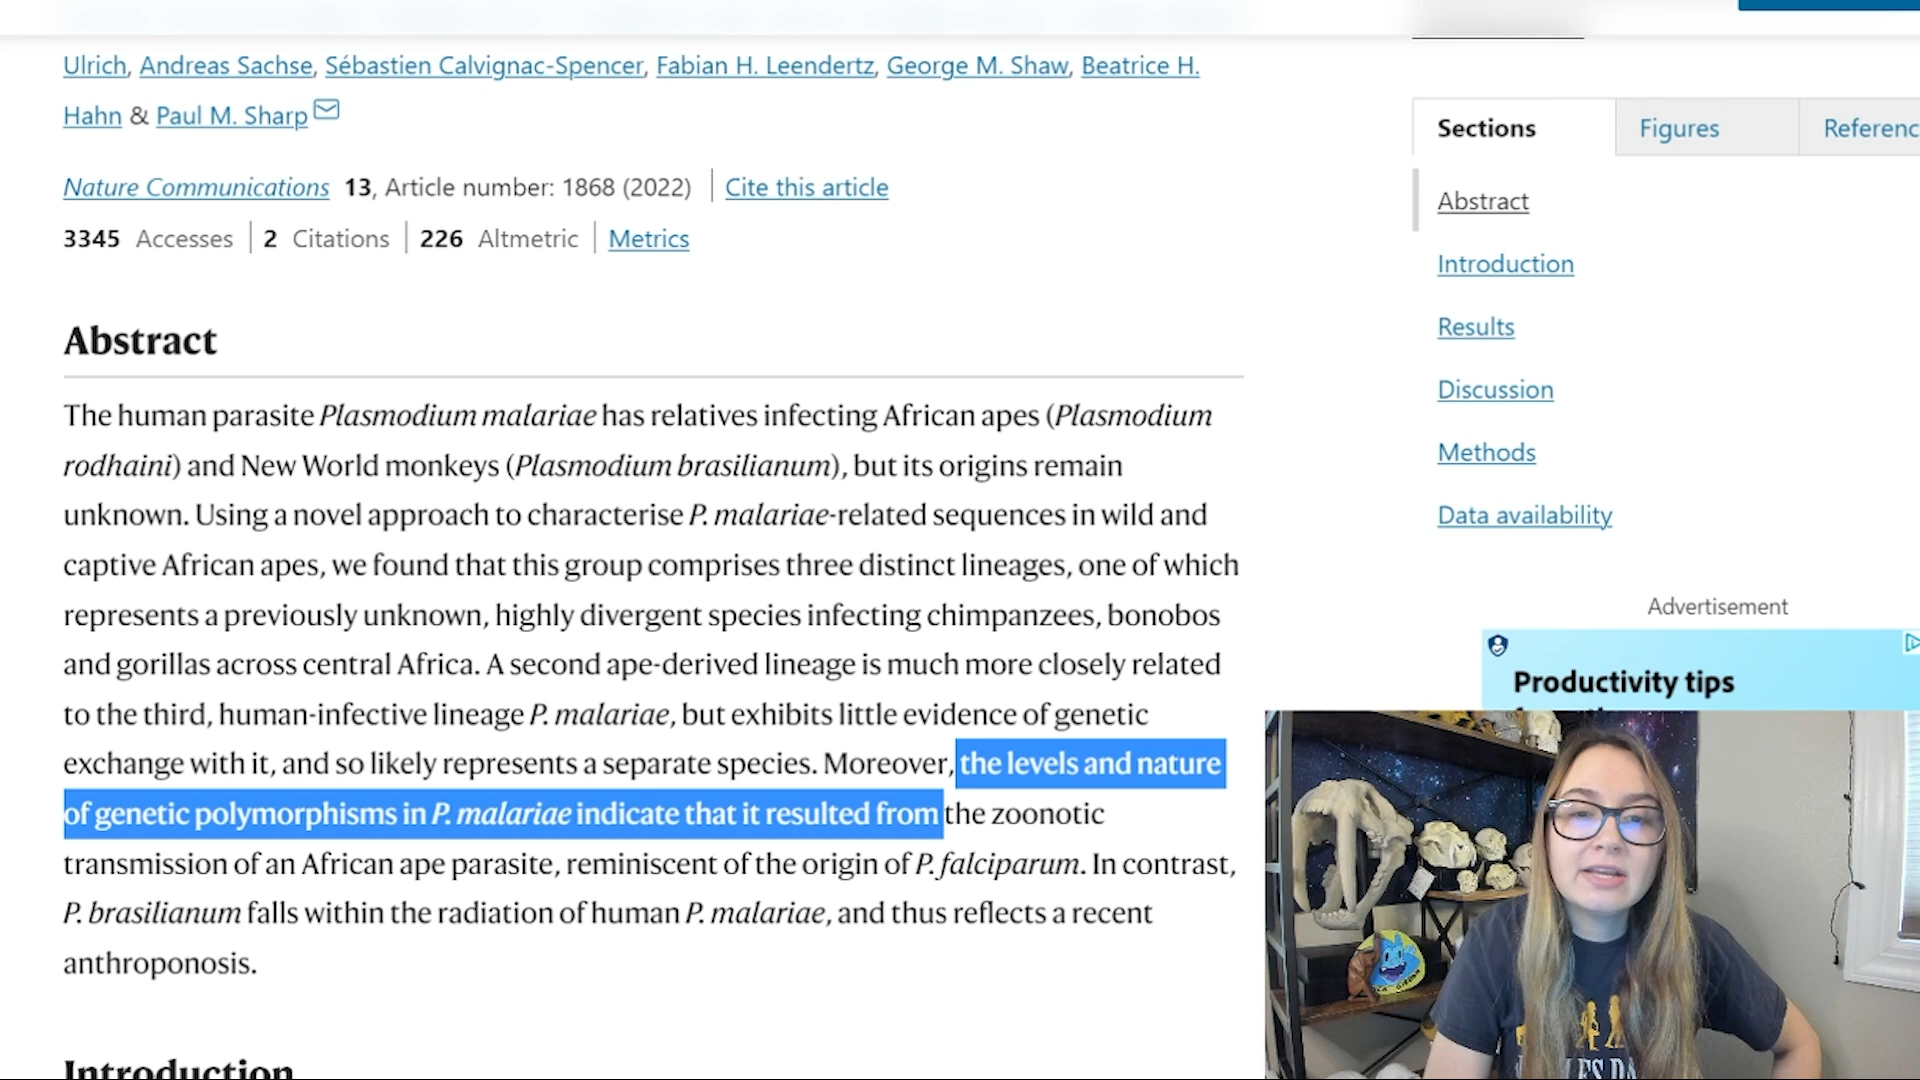 Ulrich, Andreas Sachse, Sébastien Calvignac-Spencer, Fabian H. Leendertz, George M. Shaw, Beatrice H.
Hahn & Paul M. Sharp
Nature Communications 13, Article number: 1868 (2022) Cite this article
3345 Accesses 2 Citations 226 Altmetric Metrics
Abstract
The human parasite Plasmodium malariae has relatives infecting African apes (Plasmodium
rodhaini) and New World monkeys (Plasmodium brasilianum), but its origins remain
unknown. Using a novel approach to characterise P. malariae-related sequences in wild and
captive African apes, we found that this group comprises three distinct lineages, one of which
represents a previously unknown, highly divergent species infecting chimpanzees, bonobos
and gorillas across central Africa. A second ape-derived lineage is much more closely related
to the third, human-infective lineage P. malariae, but exhibits little evidence of genetic
exchange with it, and so likely represents a separate species. Moreover, the levels and nature
of genetic polymorphisms in P. malariae indicate that it resulted from the zoonotic
transmission of an African ape parasite, reminiscent of the origin of P. falciparum. In contrast,
P. brasilianum falls within the radiation of human P. malariae, and thus reflects a recent
anthroponosis.
Introduction
Sections Figures Referenc
Abstract
Introduction
Results
Discussion
Methods
Data availability
Advertisement
Productivity tips